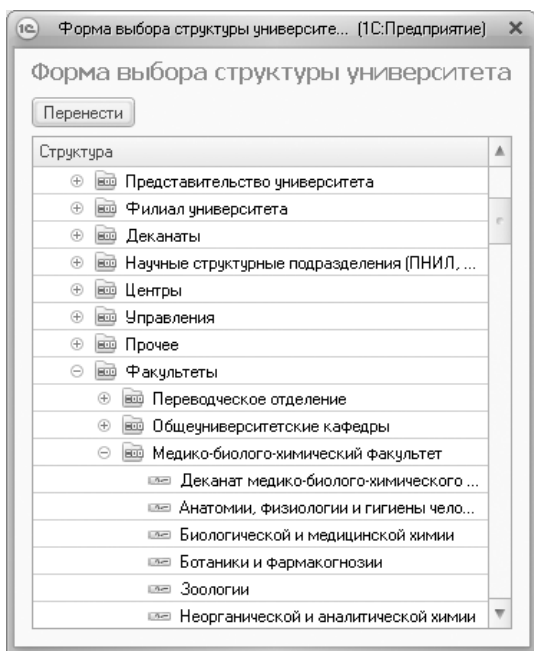 1С Форма выбора структуры университе... (1С:Предприятие)
Форма выбора структуры университета
Перенести
Структура
Представительство университета
Филиал университета
Деканаты
Научные структурные подразделения (ПНИЛ, ...
Центры
Управления
Прочее
Факультеты
Переводческое отделение
Общеуниверситетские кафедры
Медико-биолого-химический факультет
Деканат медико-биолого-химического ...
Анатомии, физиологии и гигиены чело...
Биологической и медицинской химии
Ботаники и фармакогнозии
Зоологии
Неорганической и аналитической химии